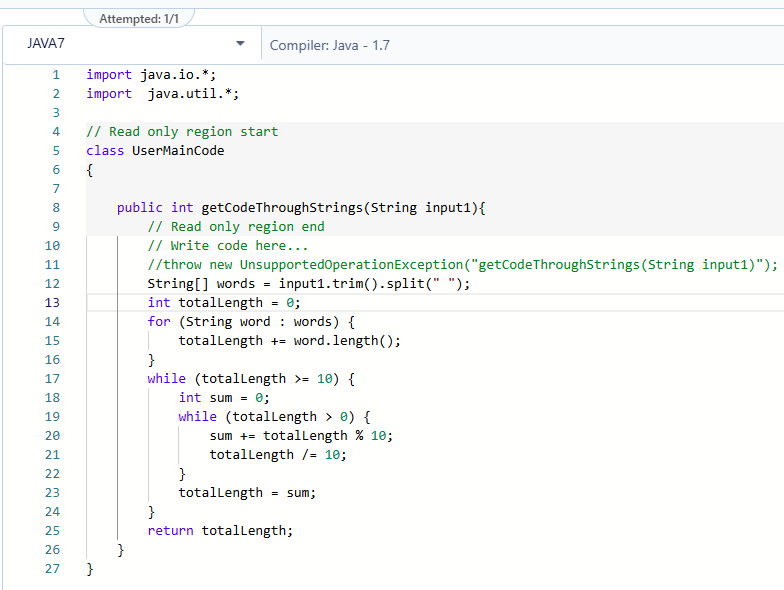 Attempted: 1/1
JAVA7 Compiler: Java - 1.7
1 import java.io.*;
2 import  java.util.*;
3
4 // Read only region start
5 class UserMainCode
6 {
7
8     public int getCodeThroughStrings(String input1){
9         // Read only region end
10         // Write code here...
11         //throw new UnsupportedOperationException("getCodeThroughStrings(String input1)");
12         String[] words = input1.trim().split(" ");
13         int totalLength = 0;
14         for (String word : words) {
15             totalLength += word.length();
16         }
17         while (totalLength >= 10) {
18             int sum = 0;
19             while (totalLength > 0) {
20                 sum += totalLength % 10;
21                 totalLength /= 10;
22             }
23             totalLength = sum;
24         }
25         return totalLength;
26     }
27 }